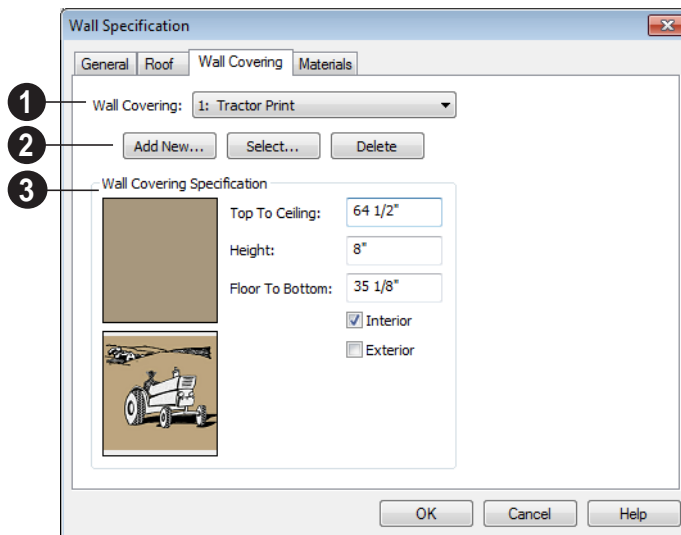 Wall Specification
General Roof Wall Covering Materials
1 Wall Covering: 1: Tractor Print
2 Add New... Select... Delete
3 Wall Covering Specification
Top To Ceiling: 64 1/2"
Height: 8"
Floor To Bottom: 35 1/8"
Interior
Exterior
OK Cancel Help